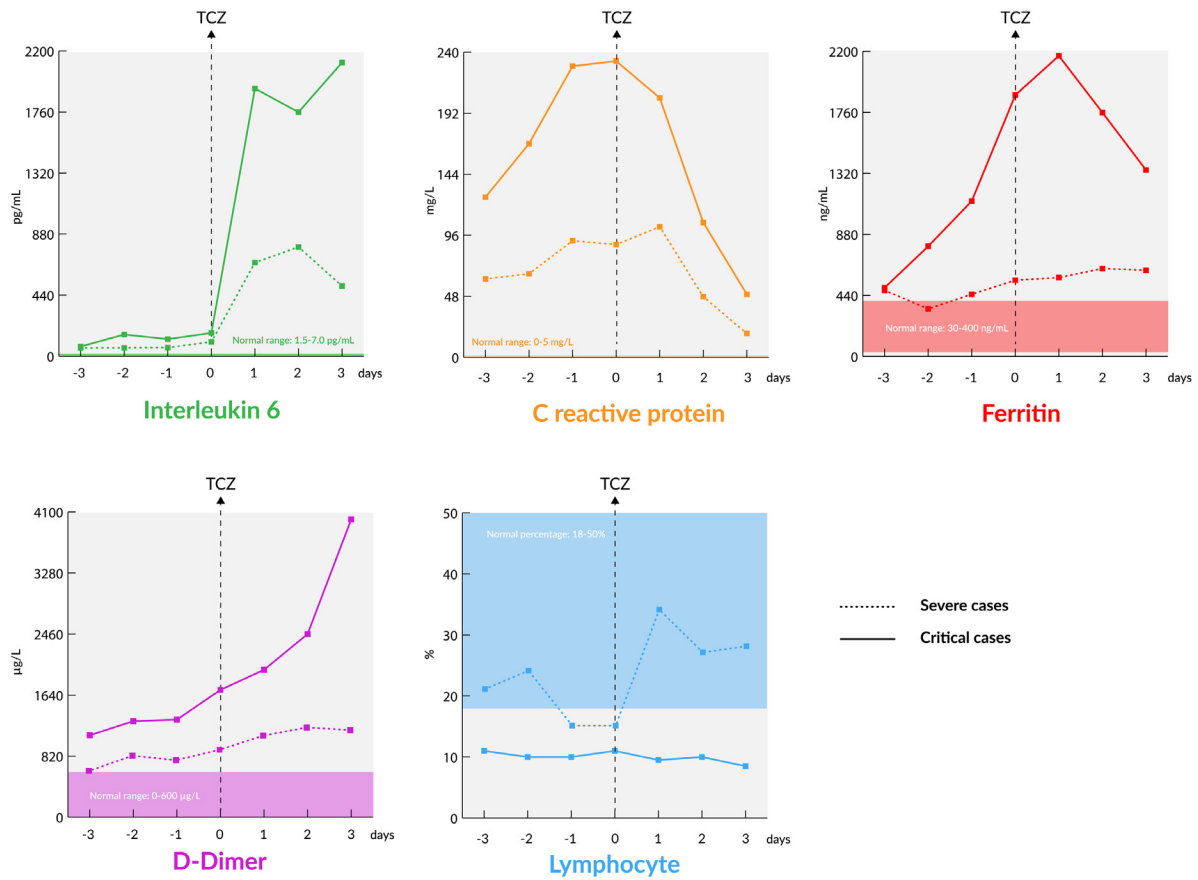 TCZ
2200
1760
1320
880
440
0
pg/mL
Normal range: 1.5-7.0 pg/mL
-3 -2 -1 0 1 2 3 days
Interleukin 6
TCZ
240
192
144
96
48
0
mg/L
Normal range: 0-5 mg/L
-3 -2 -1 0 1 2 3 days
C reactive protein
TCZ
2200
1760
1320
880
440
0
ng/mL
Normal range: 30-400 ng/mL
-3 -2 -1 0 1 2 3 days
Ferritin
TCZ
4100
3280
2460
1640
820
0
µg/L
Normal range: 0-600 µg/L
-3 -2 -1 0 1 2 3 days
D-Dimer
TCZ
50
40
30
20
10
0
%
Normal percentage: 18-50%
-3 -2 -1 0 1 2 3 days
Lymphocyte
Severe cases
Critical cases